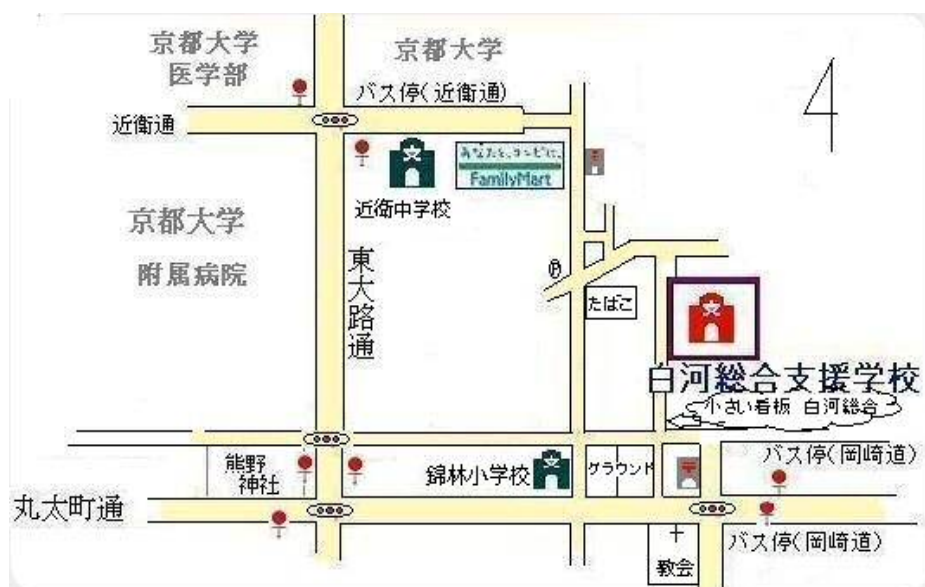 京都大学
医学部
京都大学
バス停(近衛通)
近衛通
文
あなたと、コンビに、
FamilyMart
〒
近衛中学校
京都大学
附属病院
東大路通
たばこ
文
白河総合支援学校
小さい看板 白河総合
熊野
神社
錦林小学校
文
グラウンド
〒
バス停(岡崎道)
丸太町通
バス停(岡崎道)
教会